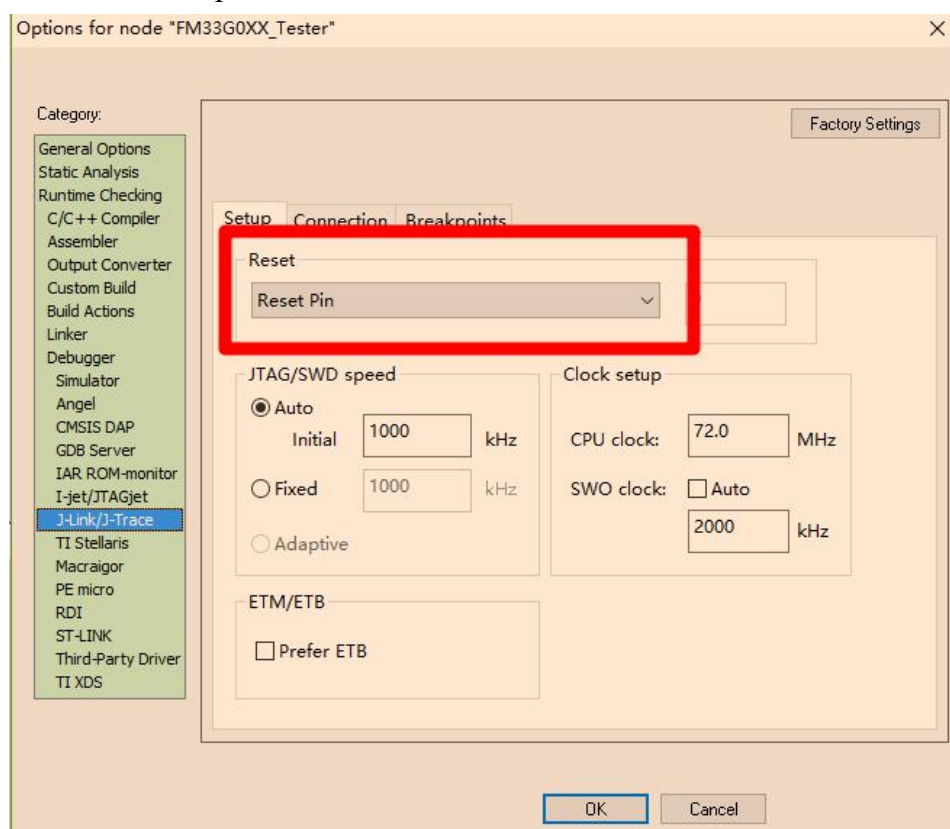 Options for node "FM33G0XX_Tester"
Category:
Factory Settings
General Options
Static Analysis
Runtime Checking
C/C++ Compiler
Assembler
Output Converter
Custom Build
Build Actions
Linker
Debugger
Simulator
Angel
CMSIS DAP
GDB Server
IAR ROM-monitor
I-jet/JTAGjet
J-Link/J-Trace
TI Stellaris
Macraigor
PE micro
RDI
ST-LINK
Third-Party Driver
TI XDS
Setup Connection Breakpoints
Reset
Reset Pin
JTAG/SWD speed
Auto
Initial 1000 kHz
Fixed 1000 kHz
Adaptive
Clock setup
CPU clock: 72.0 MHz
SWO clock: Auto
2000 kHz
ETM/ETB
Prefer ETB
OK Cancel